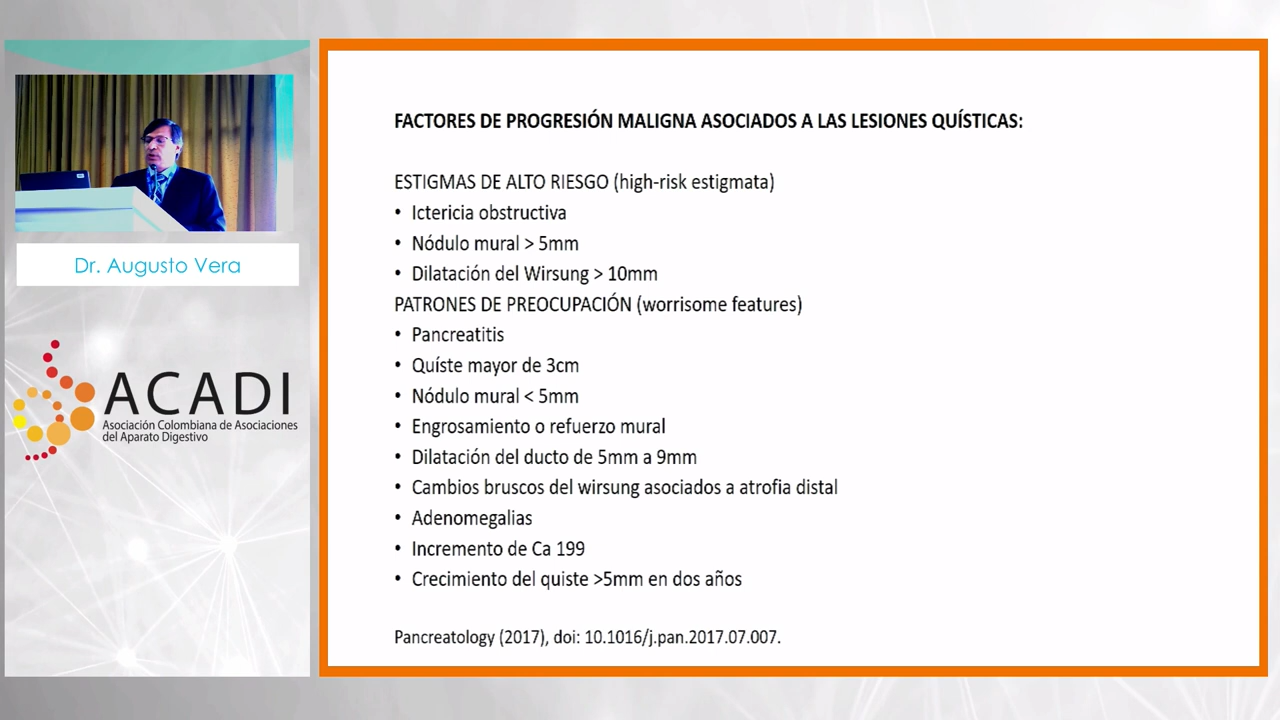 Dr. Augusto Vera
ACADI
Asociación Colombiana de Asociaciones
del Aparato Digestivo
FACTORES DE PROGRESIÓN MALIGNA ASOCIADOS A LAS LESIONES QUÍSTICAS:
ESTIGMAS DE ALTO RIESGO (high-risk estigmata)
• Ictericia obstructiva
• Nódulo mural > 5mm
• Dilatación del Wirsung > 10mm
PATRONES DE PREOCUPACIÓN (worrisome features)
• Pancreatitis
• Quíste mayor de 3cm
• Nódulo mural < 5mm
• Engrosamiento o refuerzo mural
• Dilatación del ducto de 5mm a 9mm
• Cambios bruscos del wirsung asociados a atrofia distal
• Adenomegalias
• Incremento de Ca 199
• Crecimiento del quiste >5mm en dos años
Pancreatology (2017), doi: 10.1016/j.pan.2017.07.007.